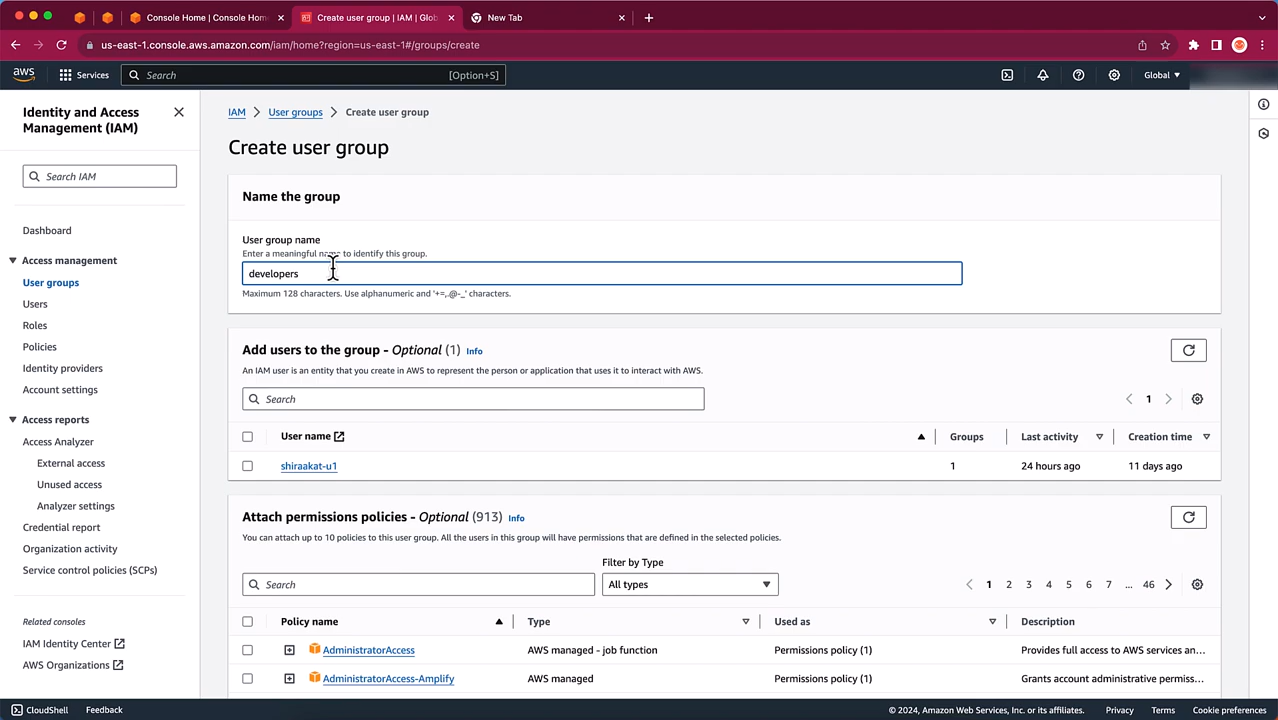 Console Home | Console Hom
Create user group | IAM | Glob
New Tab
us-east-1.console.aws.amazon.com/iam/home?region=us-east-1#/groups/create
aws
Services
Search
[Option+S]
Global
Identity and Access
Management (IAM)
Search IAM
Dashboard
Access management
User groups
Users
Roles
Policies
Identity providers
Account settings
Access reports
Access Analyzer
External access
Unused access
Analyzer settings
Credential report
Organization activity
Service control policies (SCPs)
Related consoles
IAM Identity Center
AWS Organizations
IAM > User groups > Create user group
Create user group
Name the group
User group name
Enter a meaningful name to identify this group.
developers
Maximum 128 characters. Use alphanumeric and '+=,.@-_' characters.
Add users to the group - Optional (1) Info
An IAM user is an entity that you create in AWS to represent the person or application that uses it to interact with AWS.
Search
1
User name
Groups
Last activity
Creation time
shiraakat-u1
1
24 hours ago
11 days ago
Attach permissions policies - Optional (913) Info
You can attach up to 10 policies to this user group. All the users in this group will have permissions that are defined in the selected policies.
Filter by Type
Search
All types
1 2 3 4 5 6 7 ... 46
Policy name
Type
Used as
Description
AdministratorAccess
AWS managed - job function
Permissions policy (1)
Provides full access to AWS services an...
AdministratorAccess-Amplify
AWS managed
Permissions policy (1)
Grants account administrative permiss...
CloudShell
Feedback
© 2024, Amazon Web Services, Inc. or its affiliates.
Privacy
Terms
Cookie preferences